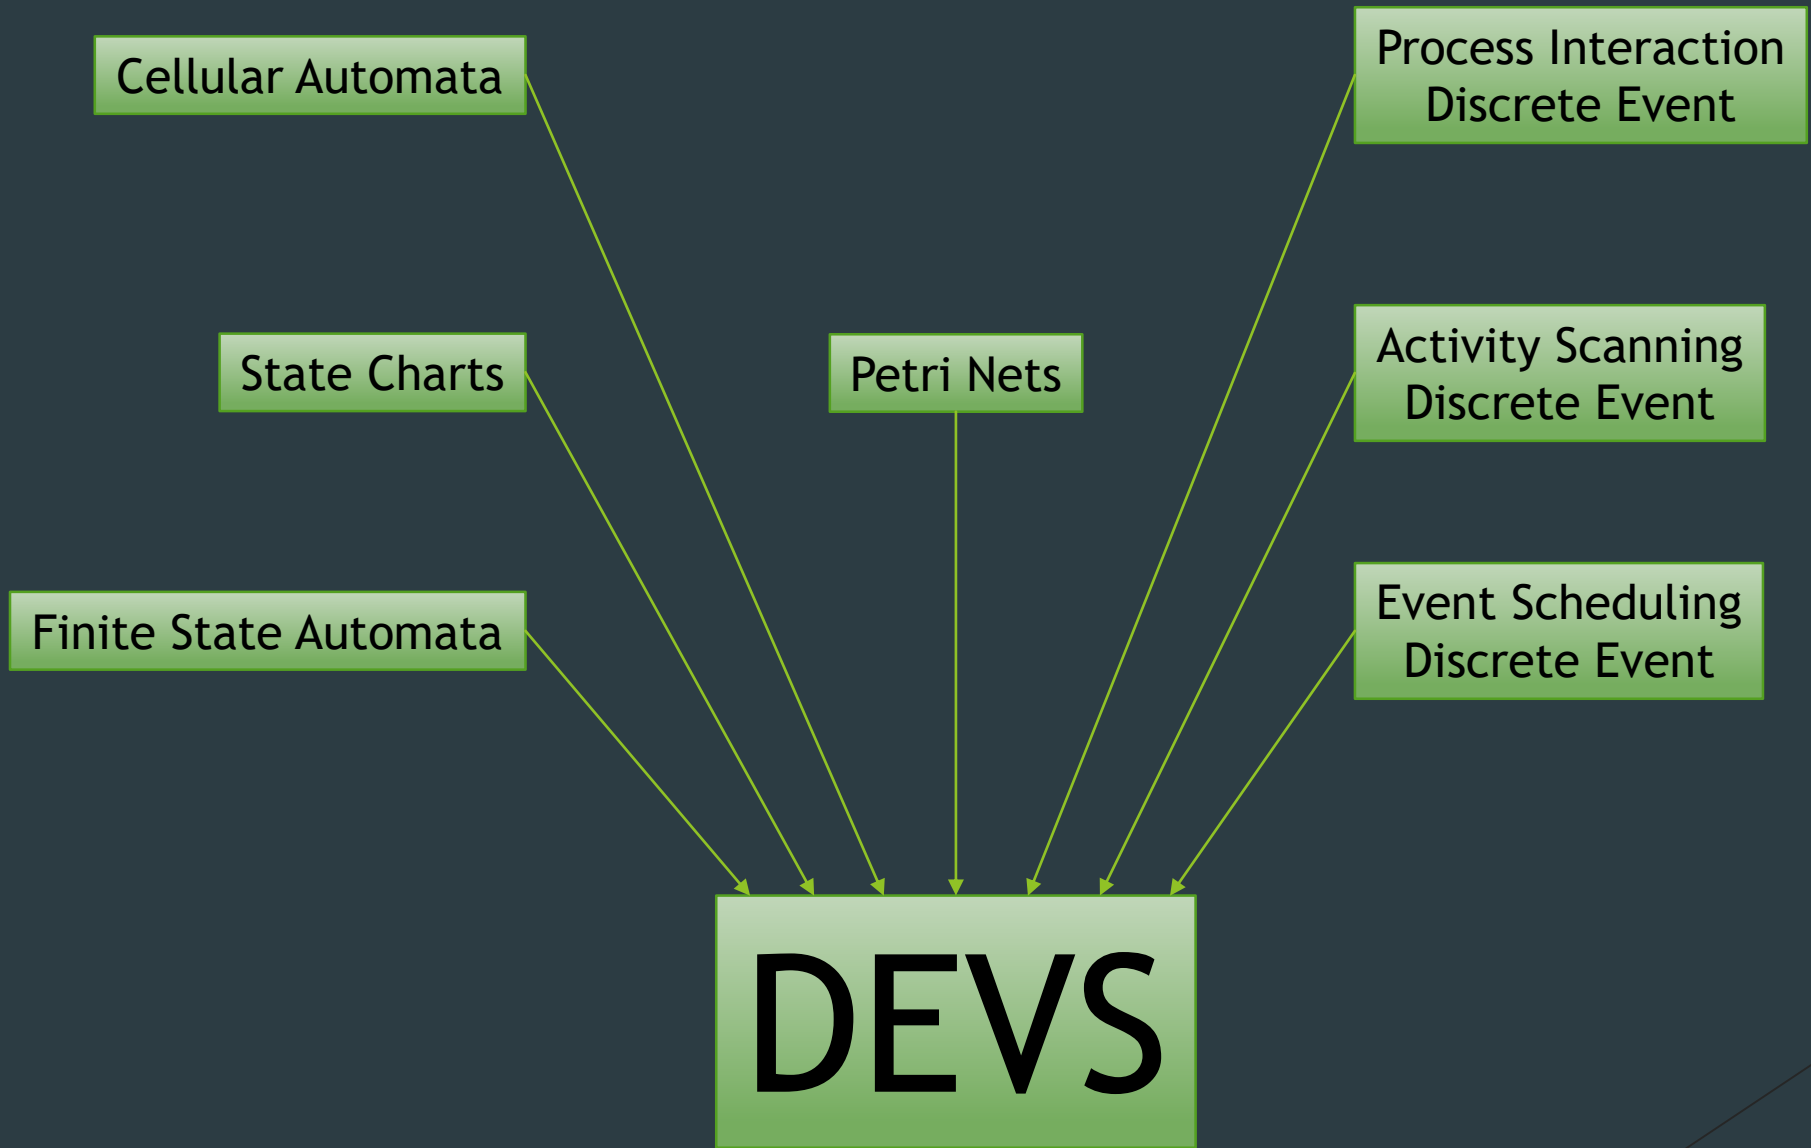 Cellular Automata
Process Interaction
Discrete Event
State Charts
Petri Nets
Activity Scanning
Discrete Event
Finite State Automata
Event Scheduling
Discrete Event
DEVS